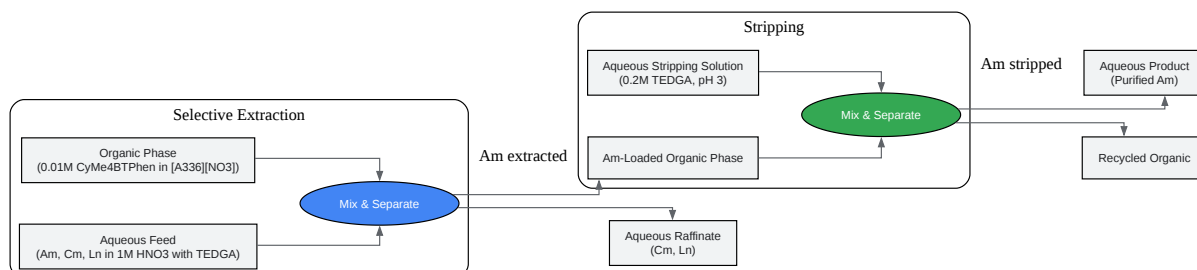 Stripping
Aqueous Stripping Solution
(0.2M TEDGA, pH 3)
Am stripped
Aqueous Product
(Purified Am)
Mix & Separate
Selective Extraction
Organic Phase
(0.01M CyMe4BTPhen in [A336][NO3])
Am extracted
Am-Loaded Organic Phase
Recycled Organic
Mix & Separate
Aqueous Feed
(Am, Cm, Ln in 1M HNO3 with TEDGA)
Aqueous Raffinate
(Cm, Ln)